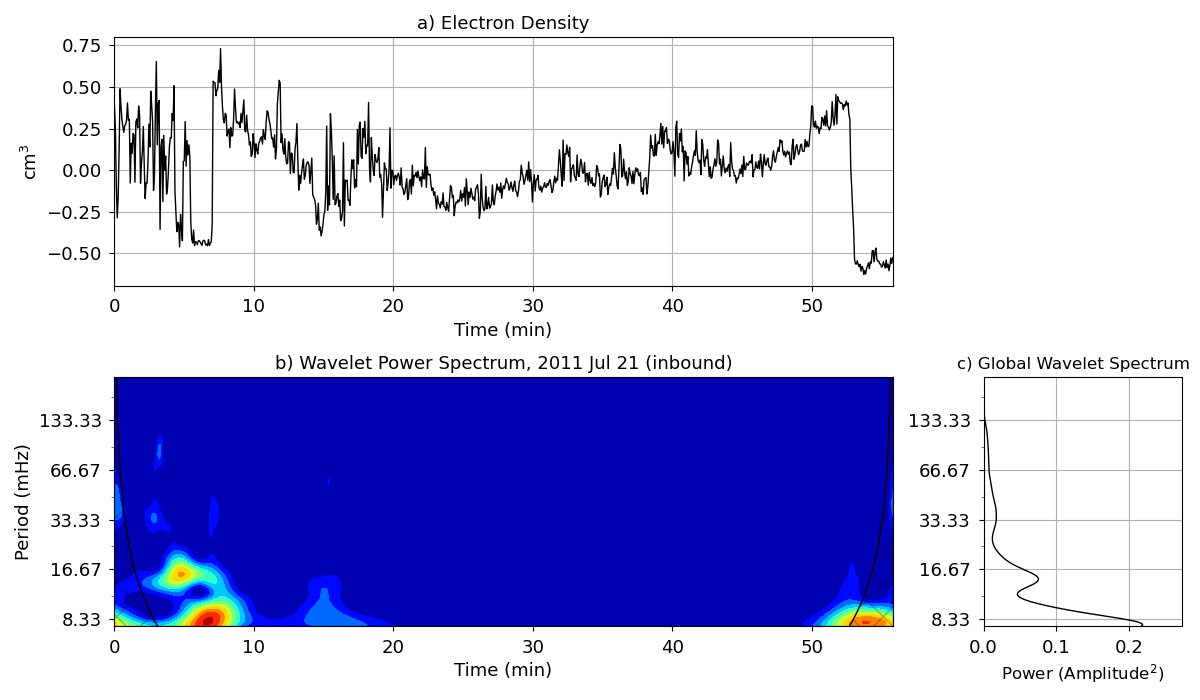 a) Electron Density
0.75
0.50
0.25
0.00
−0.25
−0.50
cm³
0 10 20 30 40 50
Time (min)
b) Wavelet Power Spectrum, 2011 Jul 21 (inbound)
133.33
66.67
33.33
16.67
8.33
Period (mHz)
0 10 20 30 40 50
Time (min)
c) Global Wavelet Spectrum
133.33
66.67
33.33
16.67
8.33
0.0 0.1 0.2
Power (Amplitude²)